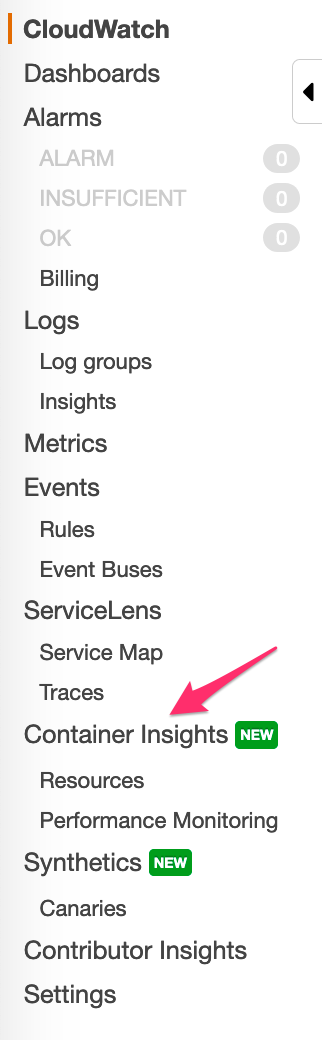 CloudWatch
Dashboards
Alarms
ALARM 0
INSUFFICIENT 0
OK 0
Billing
Logs
Log groups
Insights
Metrics
Events
Rules
Event Buses
ServiceLens
Service Map
Traces
Container Insights NEW
Resources
Performance Monitoring
Synthetics NEW
Canaries
Contributor Insights
Settings